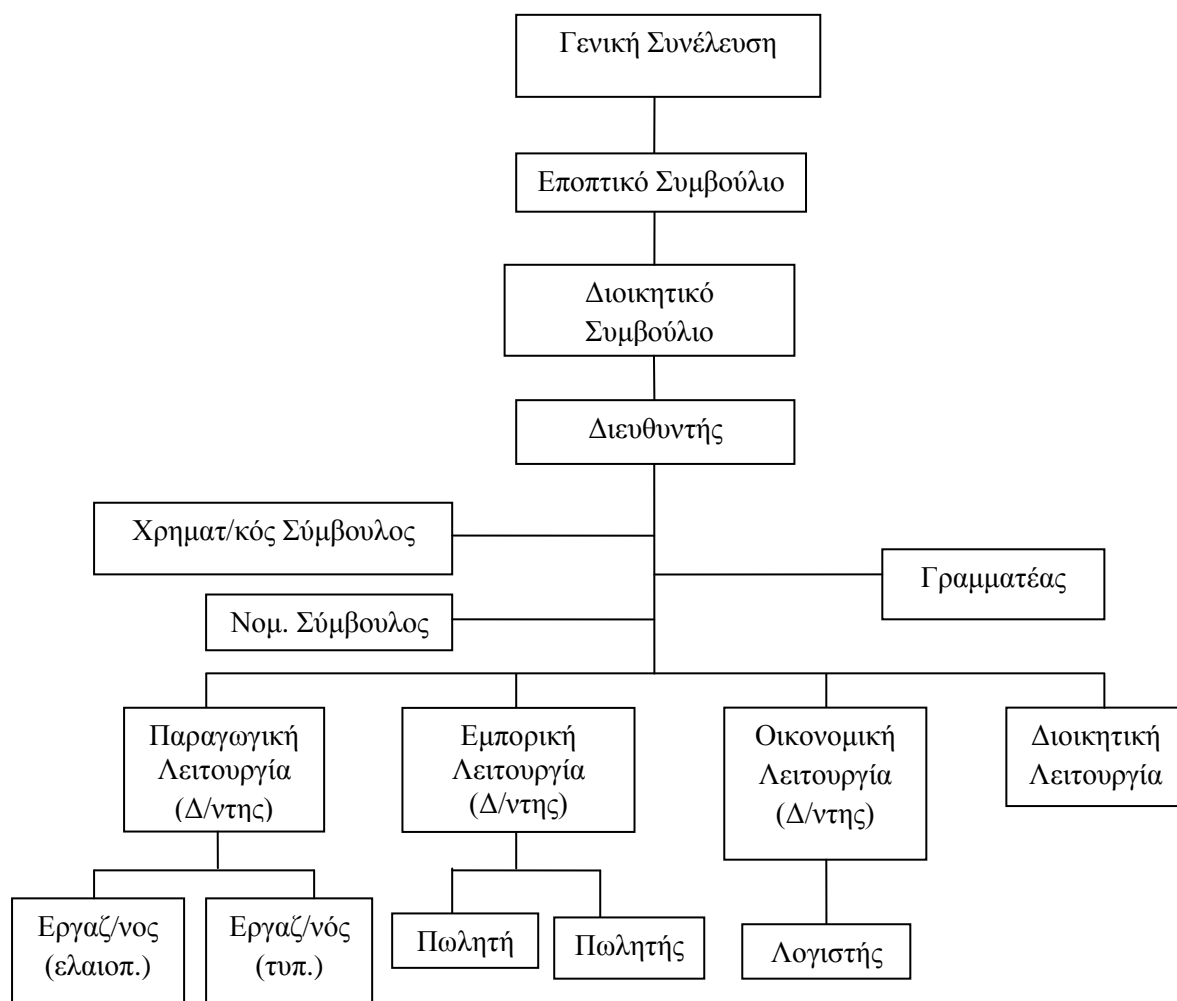 Γενική Συνέλευση
Εποπτικό Συμβούλιο
Διοικητικό
Συμβούλιο
Διευθυντής
Χρηματ/κός Σύμβουλος
Γραμματέας
Νομ. Σύμβουλος
Παραγωγική
Λειτουργία
(Δ/ντης)
Εμπορική
Λειτουργία
(Δ/ντης)
Οικονομική
Λειτουργία
(Δ/ντης)
Διοικητική
Λειτουργία
Εργαζ/νος
(ελαιοπ.)
Εργαζ/νός
(τυπ.)
Πωλητή
Πωλητής
Λογιστής